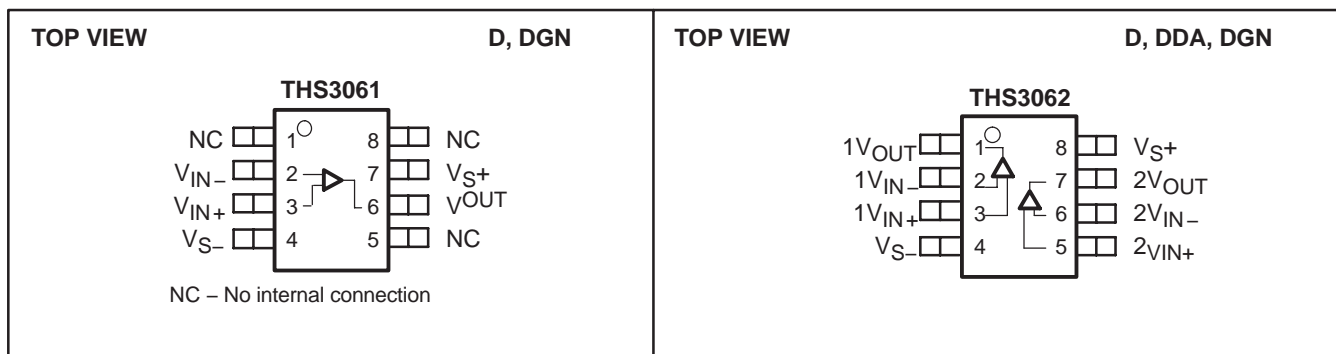 TOP VIEW D, DGN
THS3061
NC 1 8 NC
VIN− 2 7 VS+
VIN+ 3 6 VOUT
VS− 4 5 NC
NC − No internal connection
TOP VIEW D, DDA, DGN
THS3062
1VOUT 1 8 VS+
1VIN− 2 7 2VOUT
1VIN+ 3 6 2VIN−
VS− 4 5 2VIN+